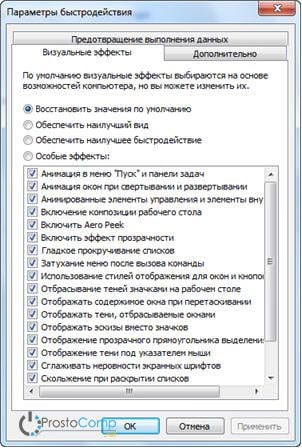 Параметры быстродействия
Предотвращение выполнения данных
Визуальные эффекты
Дополнительно
По умолчанию визуальные эффекты выбираются на основе
возможностей компьютера, но вы можете изменить их.
Восстановить значения по умолчанию
Обеспечить наилучший вид
Обеспечить наилучшее быстродействие
Особые эффекты:
Анимация в меню "Пуск" и панели задач
Анимация окон при свертывании и развертывании
Анимированные элементы управления и элементы вну
Включение композиции рабочего стола
Включить Aero Peek
Включить эффект прозрачности
Гладкое прокручивание списков
Затухание меню после вызова команды
Использование стилей отображения для окон и кнопо
Отбрасывание теней значками на рабочем столе
Отображать содержимое окна при перетаскивании
Отображать тени, отбрасываемые окнами
Отображать эскизы вместо значков
Отображение прозрачного прямоугольника выделения
Отображение тени под указателем мыши
Сглаживать неровности экранных шрифтов
Скольжение при раскрытии списков
ProstoComp
ОК
Отмена
Применить